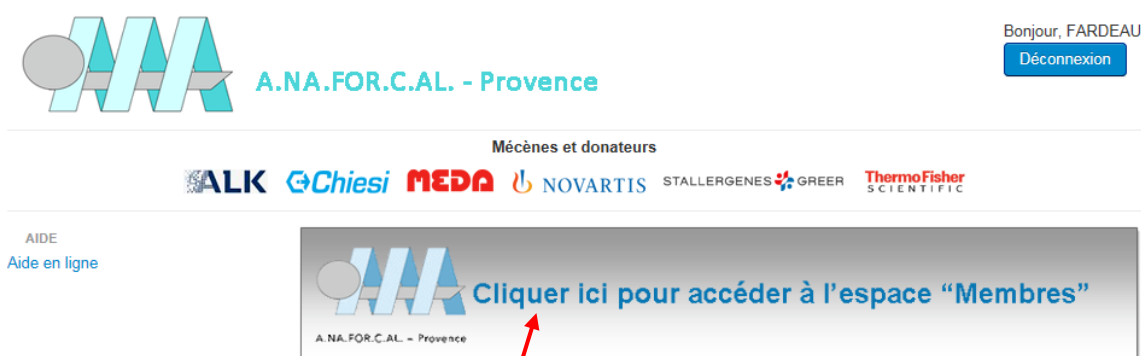 Bonjour, FARDEAU
Déconnexion
A.NA.FOR.C.AL. - Provence
Mécènes et donateurs
ALK Chiesi MEDA NOVARTIS STALLERGENES GREER ThermoFisher
SCIENTIFIC
AIDE
Aide en ligne
Cliquer ici pour accéder à l'espace “Membres”
A.NA.FOR.C.AL. – Provence